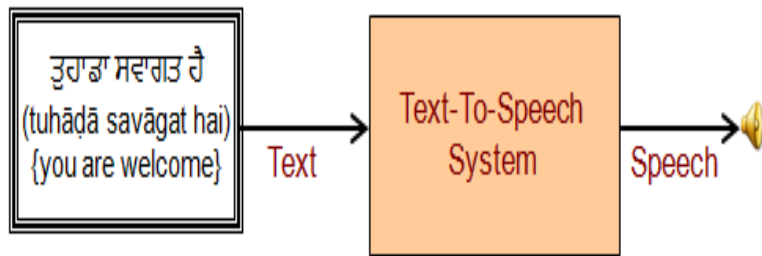 ਤੁਹਾਡਾ ਸਵਾਗਤ ਹੈ
(tuhāḍā savāgat hai)
{you are welcome}
Text
Text-To-Speech
System
Speech